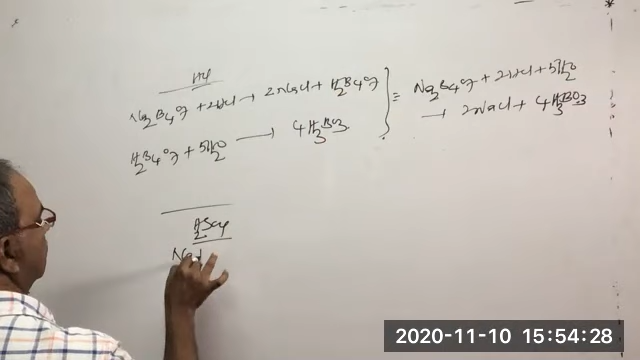 HCl
Na2B4O7 + 2HCl → 2NaCl + H2B4O7
H2B4O7 + 5H2O → 4H3BO3
= Na2B4O7 + 2HCl + 5H2O
→ 2NaCl + 4H3BO3
H2SO4
Na2
2020-11-10 15:54:28